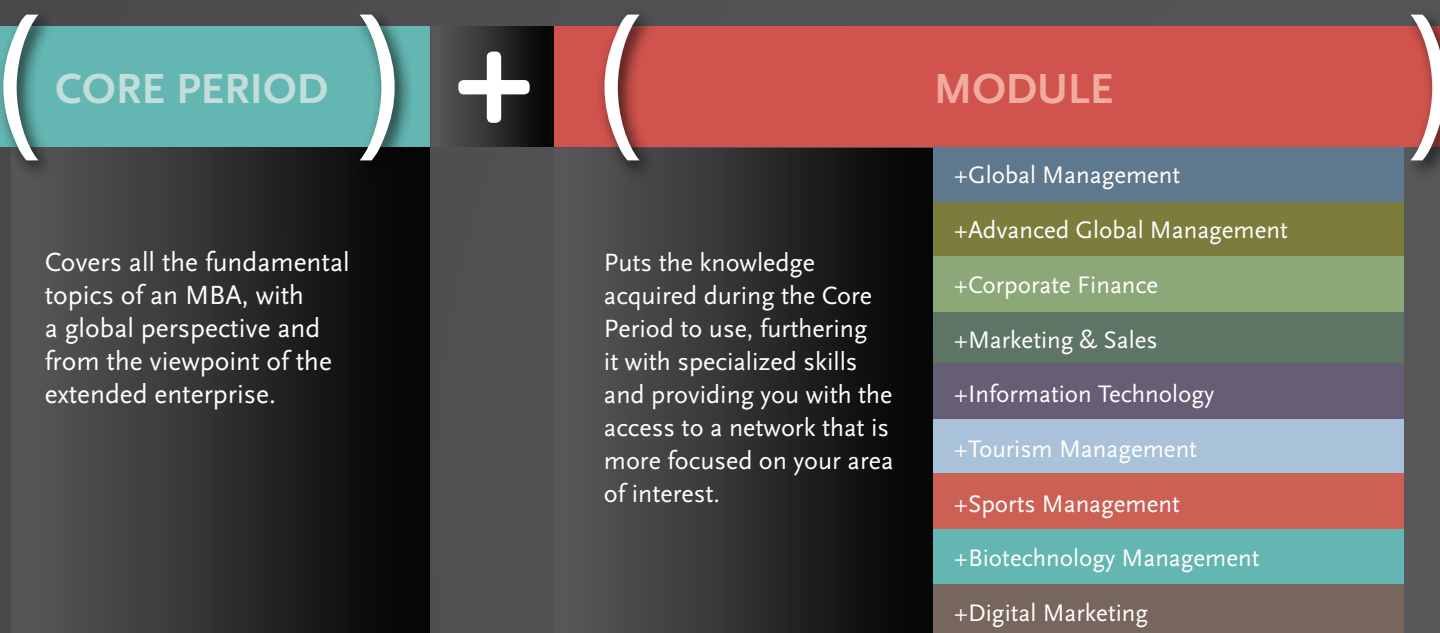 ( CORE PERIOD ) + ( MODULE )
Covers all the fundamental
topics of an MBA, with
a global perspective and
from the viewpoint of the
extended enterprise.
Puts the knowledge
acquired during the Core
Period to use, furthering
it with specialized skills
and providing you with the
access to a network that is
more focused on your area
of interest.
+Global Management
+Advanced Global Management
+Corporate Finance
+Marketing & Sales
+Information Technology
+Tourism Management
+Sports Management
+Biotechnology Management
+Digital Marketing